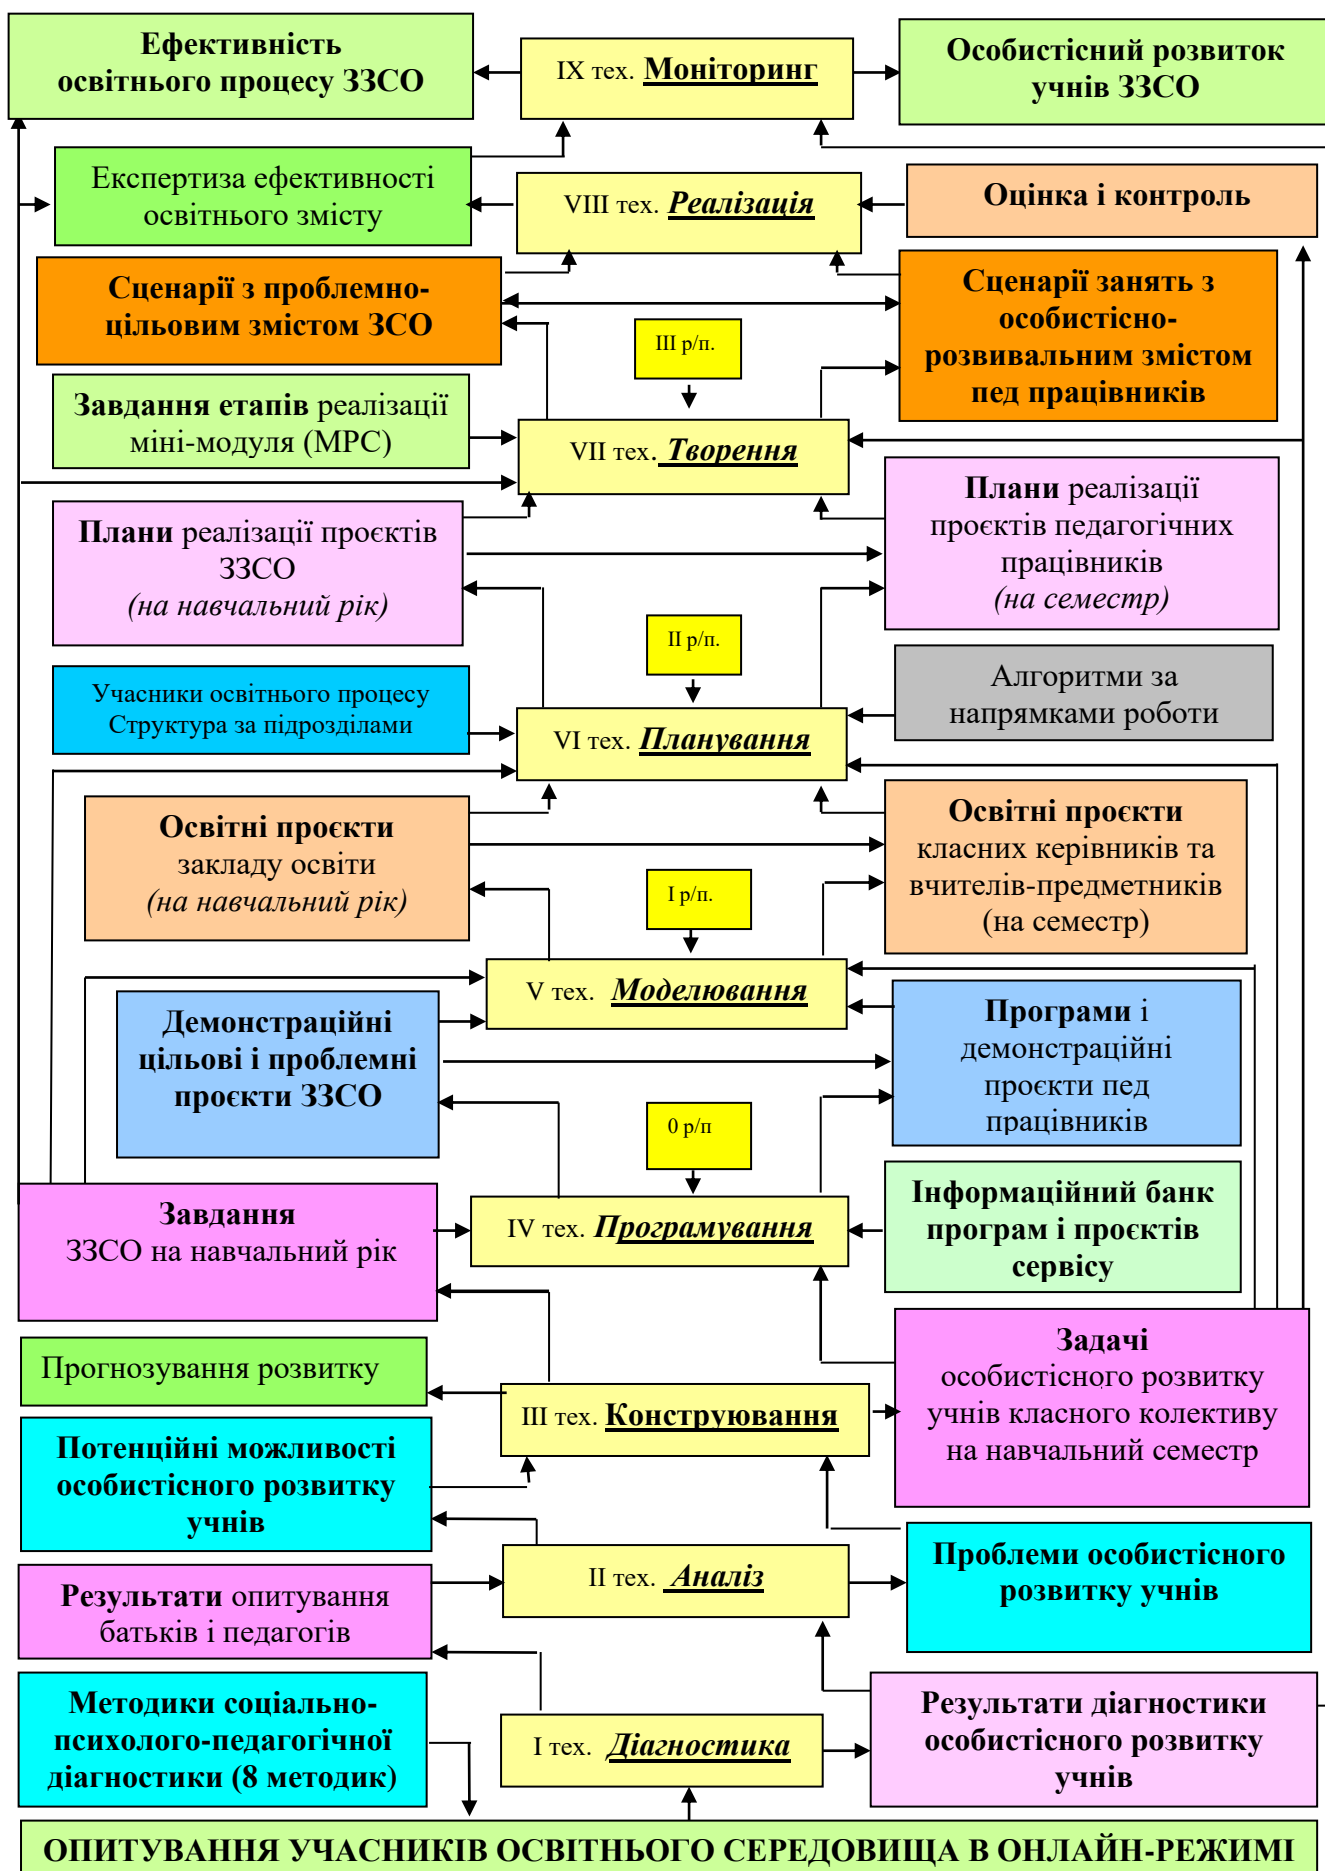 Ефективність
освітнього процесу ЗЗСО
IX тех. Моніторинг
Особистісний розвиток
учнів ЗЗСО
Експертиза ефективності
освітнього змісту
VIII тех. Реалізація
Оцінка і контроль
Сценарії з проблемно-
цільовим змістом ЗСО
III р/п.
Сценарії занять з
особистісно-
розвивальним змістом
пед працівників
Завдання етапів реалізації
міні-модуля (МРС)
VII тех. Творення
Плани реалізації проєктів
ЗЗСО
(на навчальний рік)
Плани реалізації
проєктів педагогічних
працівників
(на семестр)
II р/п.
Учасники освітнього процесу
Структура за підрозділами
VI тех. Планування
Алгоритми за
напрямками роботи
Освітні проєкти
закладу освіти
(на навчальний рік)
I р/п.
Освітні проєкти
класних керівників та
вчителів-предметників
(на семестр)
V тех. Моделювання
Демонстраційні
цільові і проблемні
проєкти ЗЗСО
0 р/п
Програми і
демонстраційні
проєкти пед
працівників
Завдання
ЗЗСО на навчальний рік
IV тех. Програмування
Інформаційний банк
програм і проєктів
сервісу
Прогнозування розвитку
III тех. Конструювання
Задачі
особистісного розвитку
учнів класного колективу
на навчальний семестр
Потенційні можливості
особистісного розвитку
учнів
II тех. Аналіз
Проблеми особистісного
розвитку учнів
Результати опитування
батьків і педагогів
Методики соціально-
психолого-педагогічної
діагностики (8 методик)
I тех. Діагностика
Результати діагностики
особистісного розвитку
учнів
ОПИТУВАННЯ УЧАСНИКІВ ОСВІТНЬОГО СЕРЕДОВИЩА В ОНЛАЙН-РЕЖИМІ